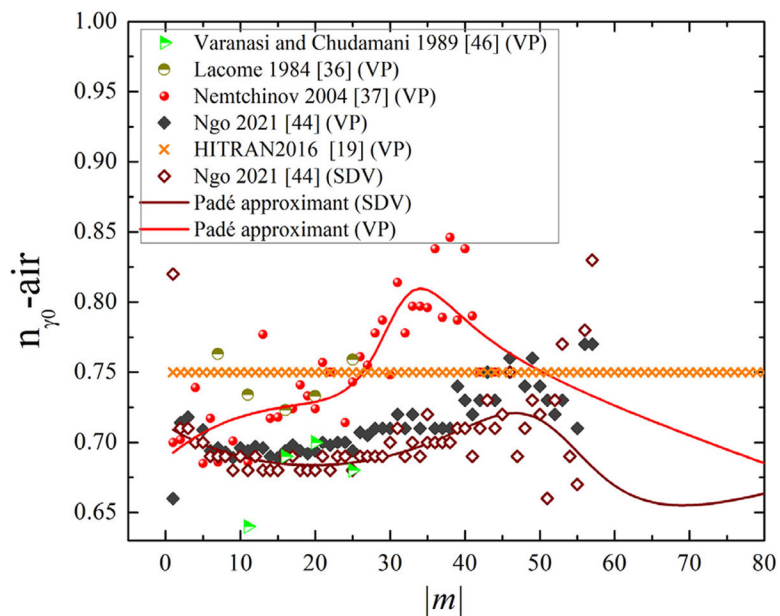 1.00
0.95
0.90
0.85
0.80
0.75
0.70
0.65
nγ0-air
Varanasi and Chudamani 1989 [46] (VP)
Lacome 1984 [36] (VP)
Nemtchinov 2004 [37] (VP)
Ngo 2021 [44] (VP)
HITRAN2016 [19] (VP)
Ngo 2021 [44] (SDV)
Padé approximant (SDV)
Padé approximant (VP)
0 10 20 30 40 50 60 70 80
|m|